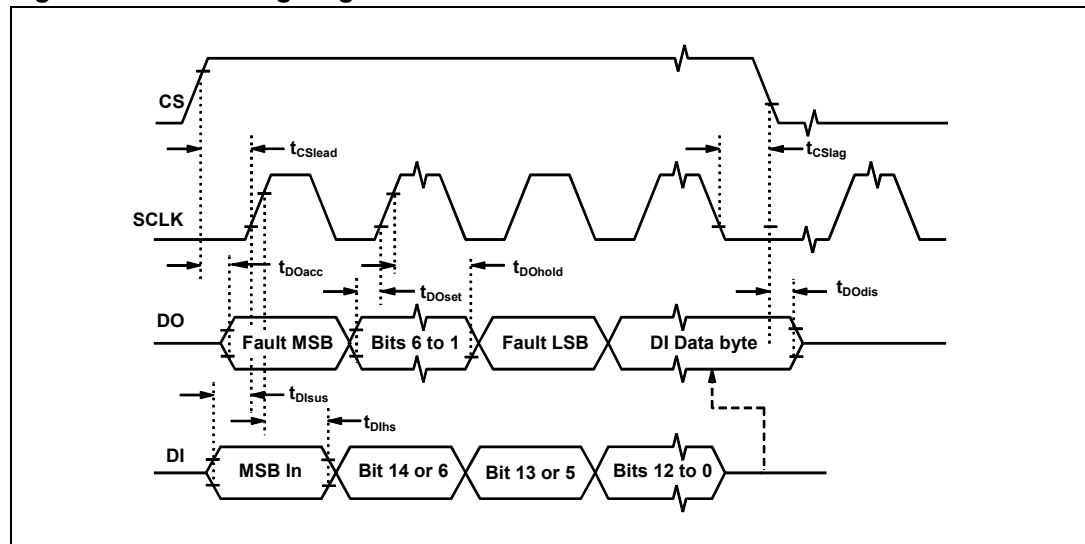 CS
tCSlead
tCSlag
SCLK
tDOacc
tDOset
tDOhold
tDOdis
DO
Fault MSB
Bits 6 to 1
Fault LSB
DI Data byte
tDIsus
tDIhs
DI
MSB In
Bit 14 or 6
Bit 13 or 5
Bits 12 to 0